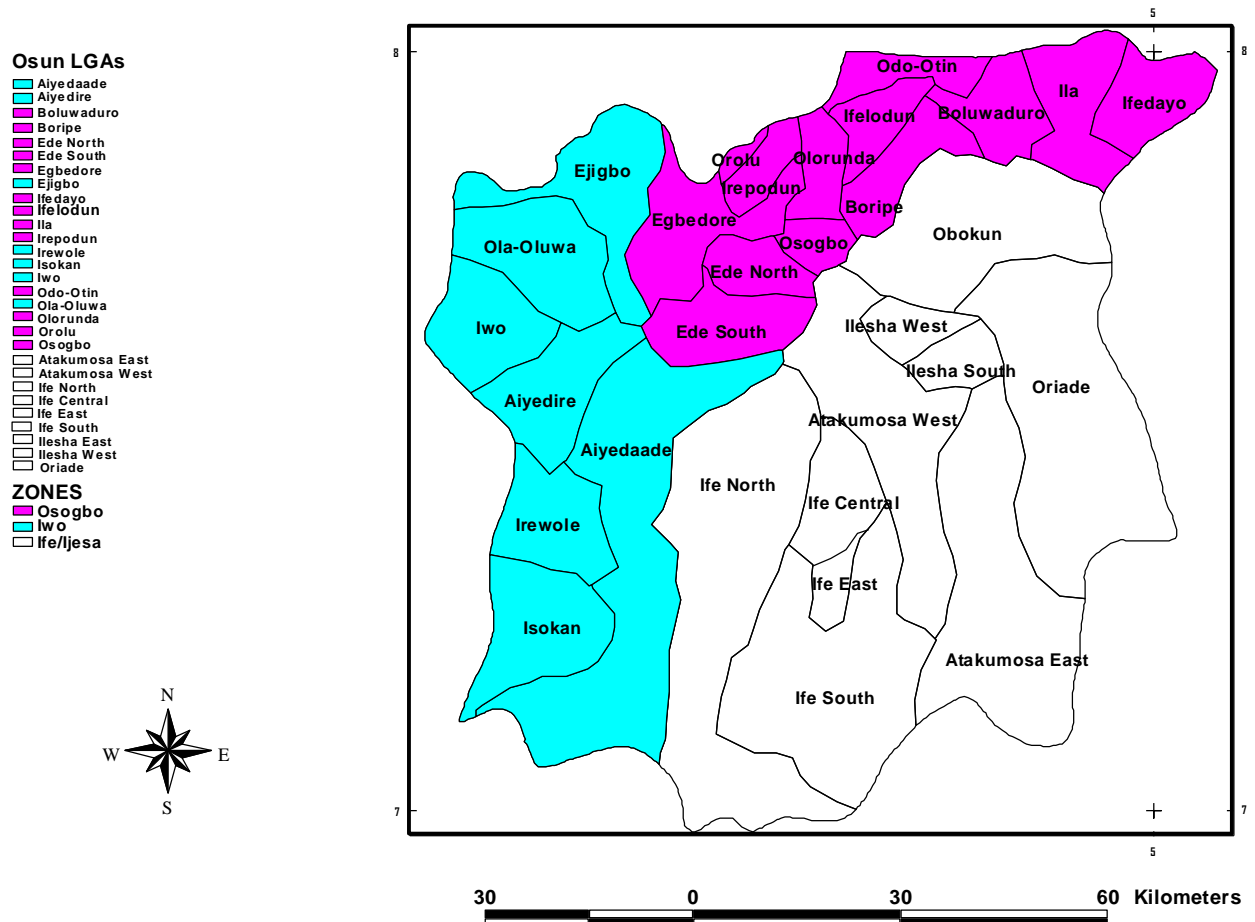 Osun LGAs
Aiyedaade
Aiyedire
Boluwaduro
Boripe
Ede North
Ede South
Egbedore
Ejigbo
Ifedayo
Ifelodun
Ila
Irepodun
Irewole
Isokan
Iwo
Odo-Otin
Ola-Oluwa
Olorunda
Orolu
Osogbo
Atakumosa East
Atakumosa West
Ife North
Ife Central
Ife East
Ife South
Ilesha East
Ilesha West
Oriade
ZONES
Osogbo
Iwo
Ife/Ijesa
N
W E
S
5
8 8
Odo-Otin
Ila
Ifedayo
Ifelodun
Boluwaduro
Orolu
Olorunda
Ejigbo
Irepodun
Egbedore
Boripe
Obokun
Ola-Oluwa
Osogbo
Ede North
Iwo
Ede South
Ilesha West
Ilesha South
Oriade
Aiyedire
Atakumosa West
Aiyedaade
Ife North
Ife Central
Irewole
Ife East
Isokan
Atakumosa East
Ife South
7 7
5
30 0 30 60 Kilometers